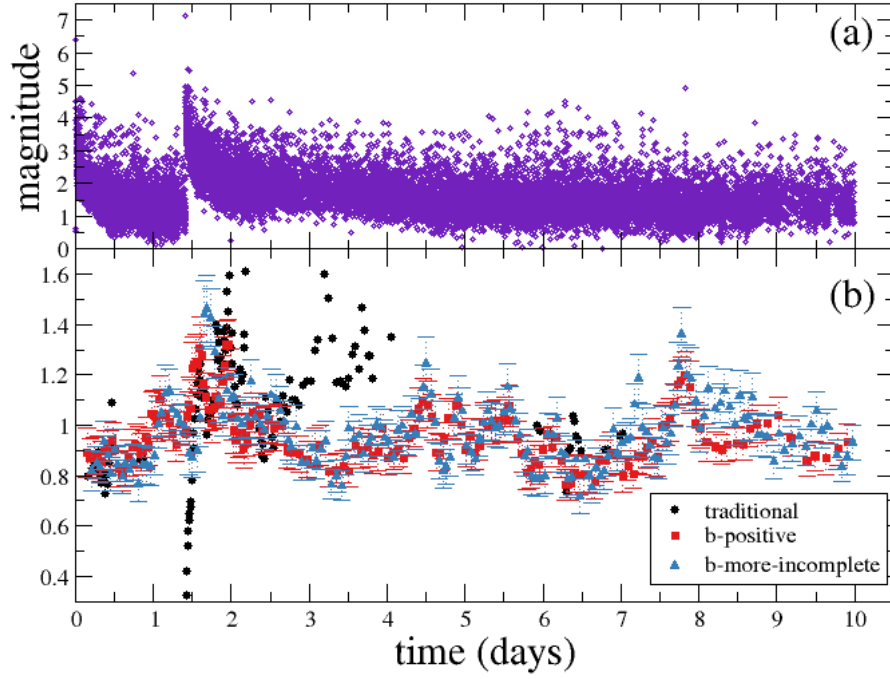 (a)
magnitude
7
6
5
4
3
2
1
0
(b)
1.6
1.4
1.2
1
0.8
0.6
0.4
traditional
b-positive
b-more-incomplete
0 1 2 3 4 5 6 7 8 9 10
time (days)